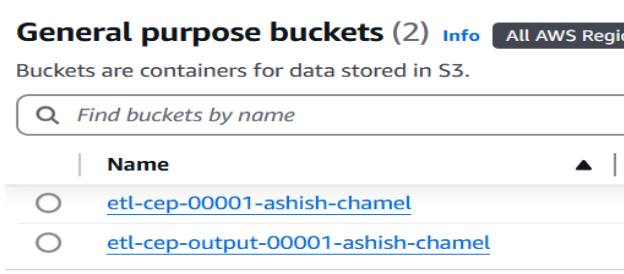 General purpose buckets (2) Info All AWS
Buckets are containers for data stored in S3.
Find buckets by name
Name
etl-cep-00001-ashish-chamel
etl-cep-output-00001-ashish-chamel